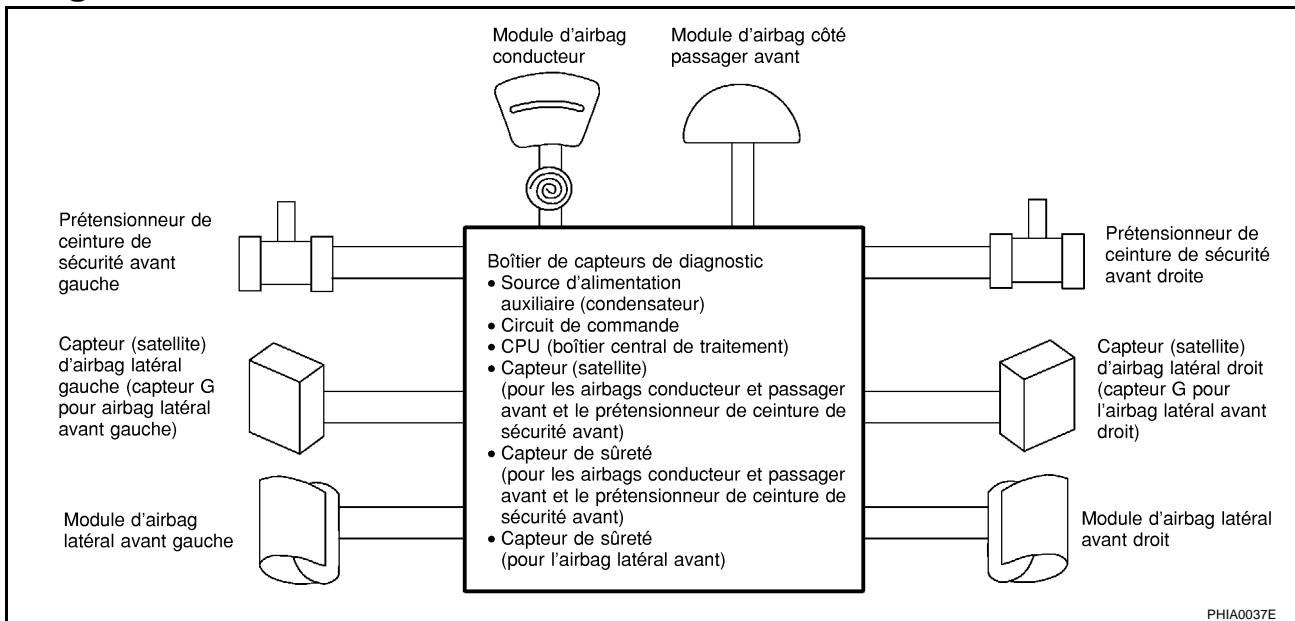 Module d'airbag
conducteur
Module d'airbag côté
passager avant
Prétensionneur de
ceinture de
sécurité avant
gauche
Capteur (satellite)
d'airbag latéral
gauche (capteur G
pour airbag latéral
avant gauche)
Module d'airbag
latéral avant gauche
Boîtier de capteurs de diagnostic
• Source d'alimentation
auxiliaire (condensateur)
• Circuit de commande
• CPU (boîtier central de traitement)
• Capteur (satellite)
(pour les airbags conducteur et passager
avant et le prétensionneur de ceinture de
sécurité avant)
• Capteur de sûreté
(pour les airbags conducteur et passager
avant et le prétensionneur de ceinture de
sécurité avant)
• Capteur de sûreté
(pour l'airbag latéral avant)
Prétensionneur de
ceinture de sécurité
avant droite
Capteur (satellite)
d'airbag latéral droit
(capteur G pour
l'airbag latéral avant
droit)
Module d'airbag latéral
avant droit
PHIA0037E